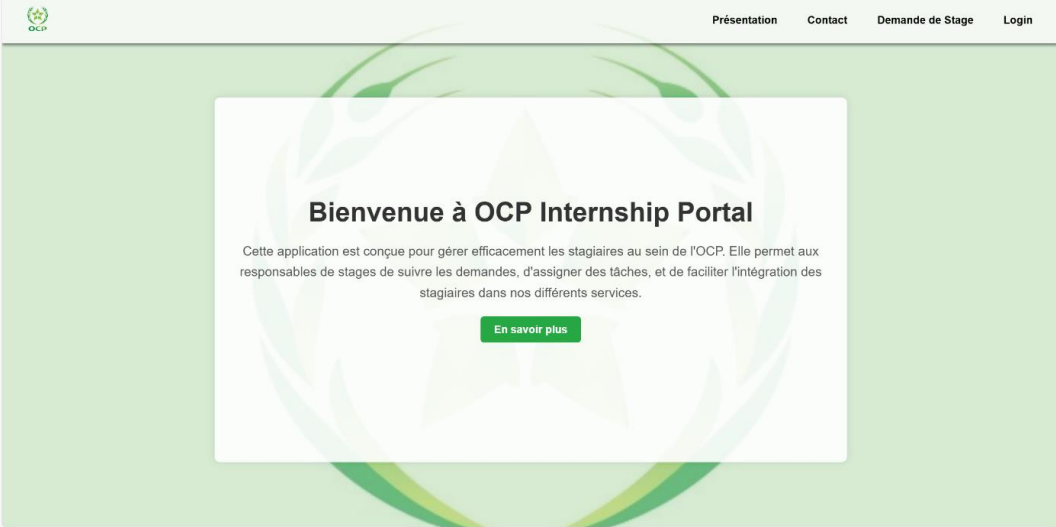 OCP
Présentation Contact Demande de Stage Login
Bienvenue à OCP Internship Portal
Cette application est conçue pour gérer efficacement les stagiaires au sein de l'OCP. Elle permet aux
responsables de stages de suivre les demandes, d'assigner des tâches, et de faciliter l'intégration des
stagiaires dans nos différents services.
En savoir plus